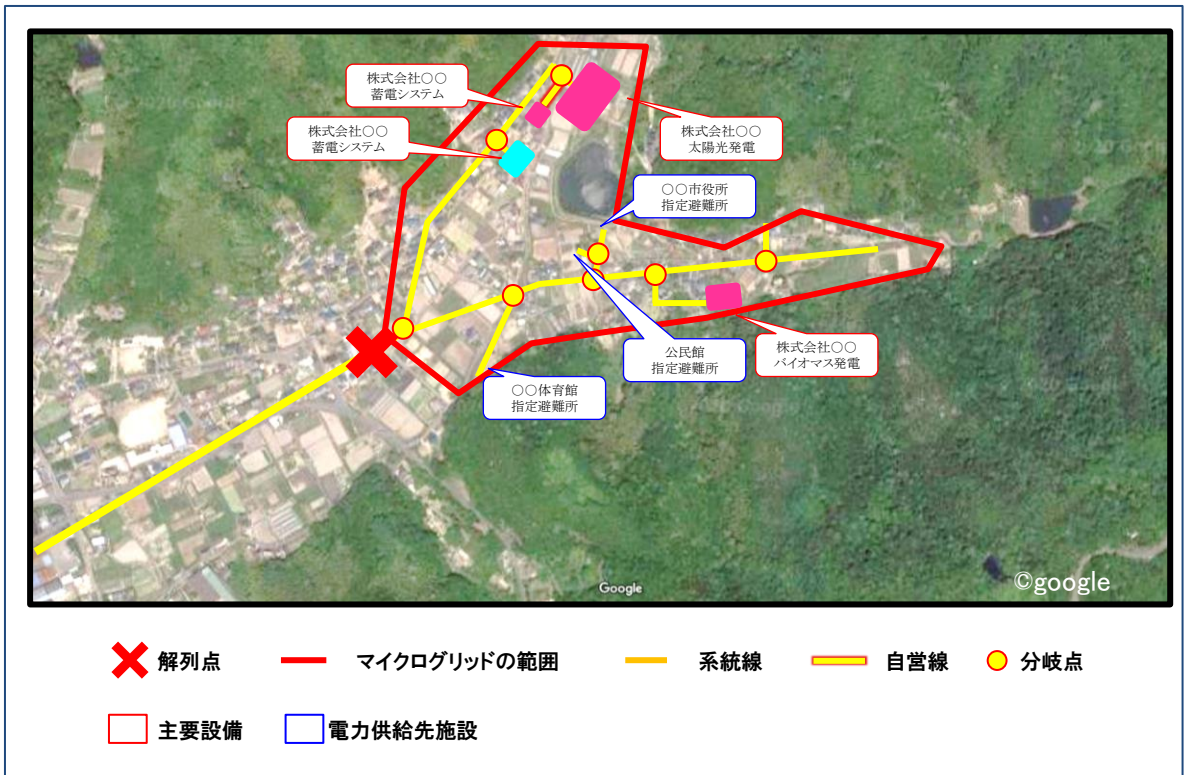 株式会社○○
蓄電システム
株式会社○○
蓄電システム
株式会社○○
太陽光発電
○○市役所
指定避難所
公民館
指定避難所
株式会社○○
バイオマス発電
○○体育館
指定避難所
Google
©google
解列点
マイクログリッドの範囲
系統線
自営線
分岐点
主要設備
電力供給先施設